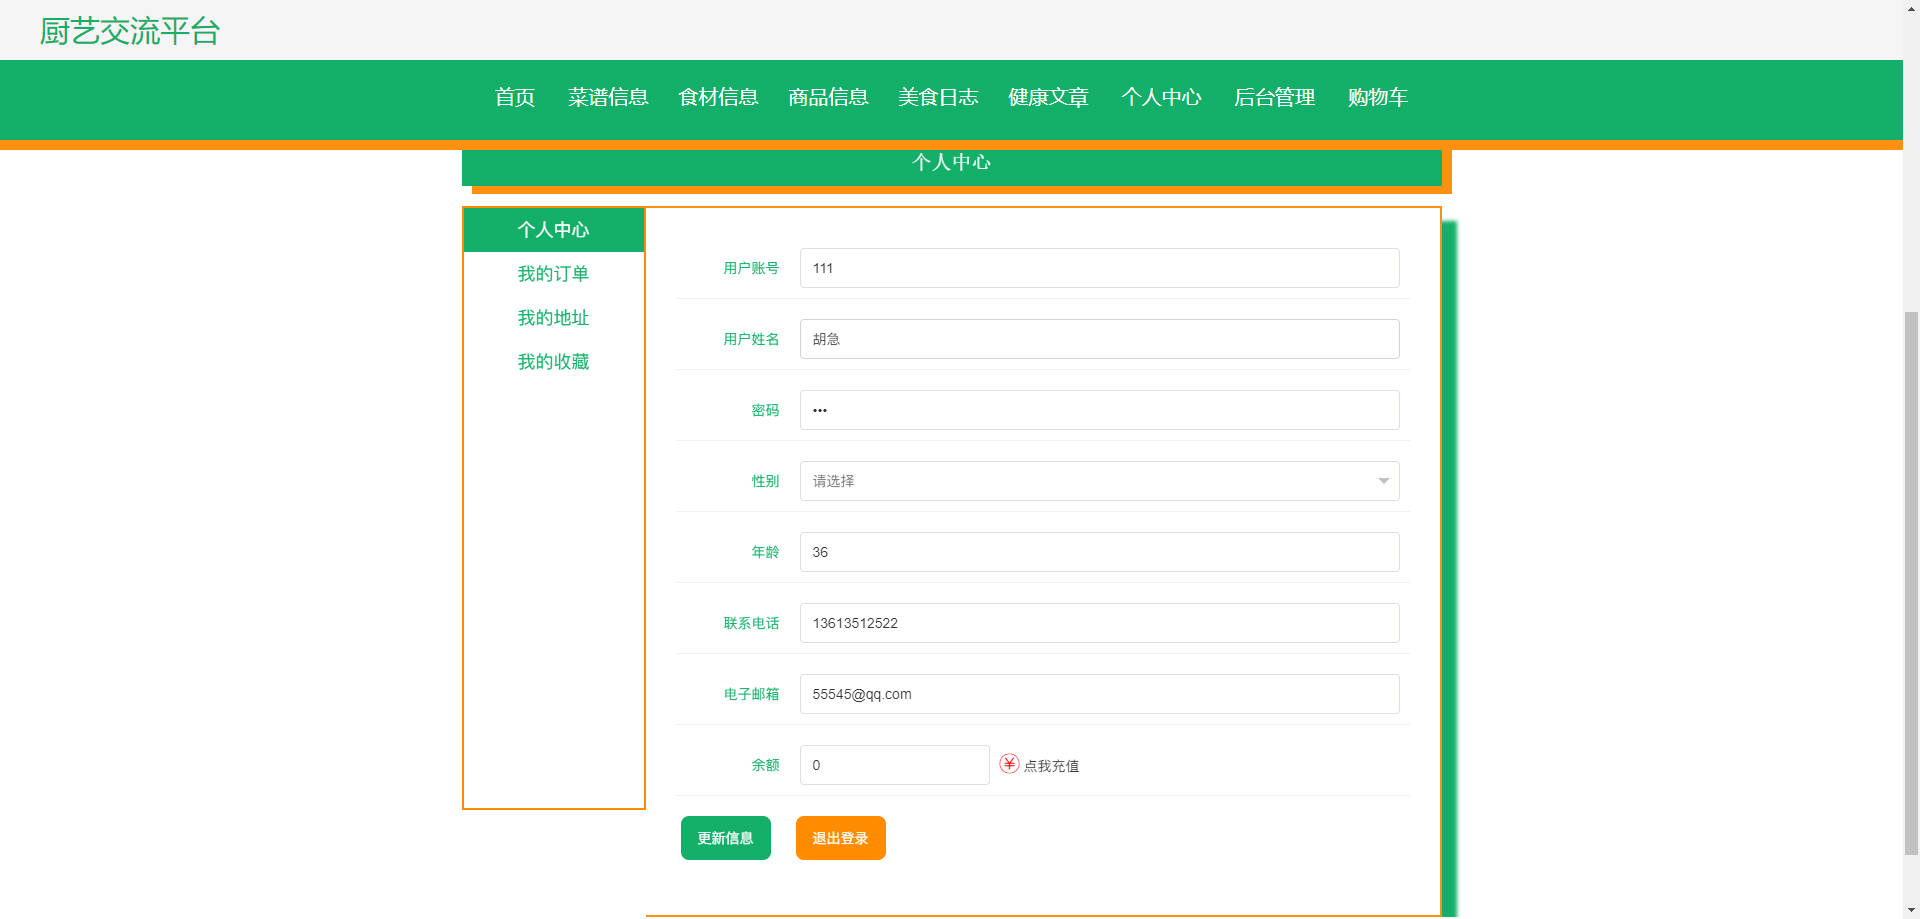 厨艺交流平台
首页 菜谱信息 食材信息 商品信息 美食日志 健康文章 个人中心 后台管理 购物车
个人中心
个人中心
我的订单
我的地址
我的收藏
用户账号 111
用户姓名 胡急
密码 •••
性别 请选择
年龄 36
联系电话 13613512522
电子邮箱 55545@qq.com
余额 0 ¥ 点我充值
更新信息 退出登录